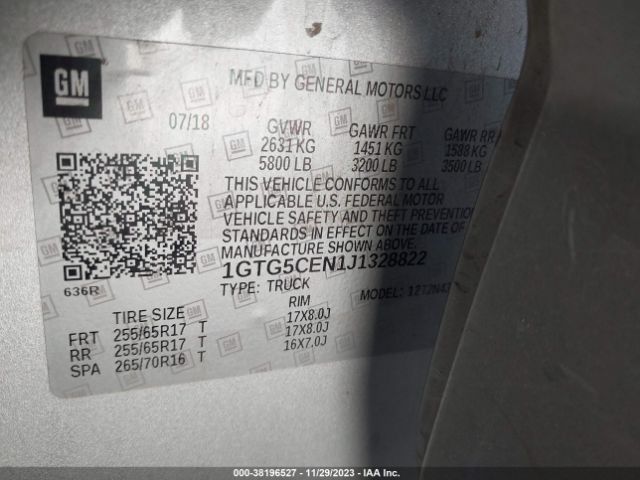 GM
MFD BY GENERAL MOTORS LLC
07/18
GVWR GAWR FRT GAWR RR
2631 KG 1451 KG 1588 KG
5800 LB 3200 LB 3500 LB
THIS VEHICLE CONFORMS TO ALL
APPLICABLE U.S. FEDERAL MOTOR
VEHICLE SAFETY AND THEFT PREVENTION
STANDARDS IN EFFECT ON THE DATE OF
MANUFACTURE SHOWN ABOVE.
1GTG5CEN1J1328822
636R
TYPE: TRUCK MODEL:
TIRE SIZE RIM
FRT 255/65R17 T 17X8.0J
RR 255/65R17 T 17X8.0J
SPA 265/70R16 T 16X7.0J
000-38196527 - 11/29/2023 - IAA Inc.